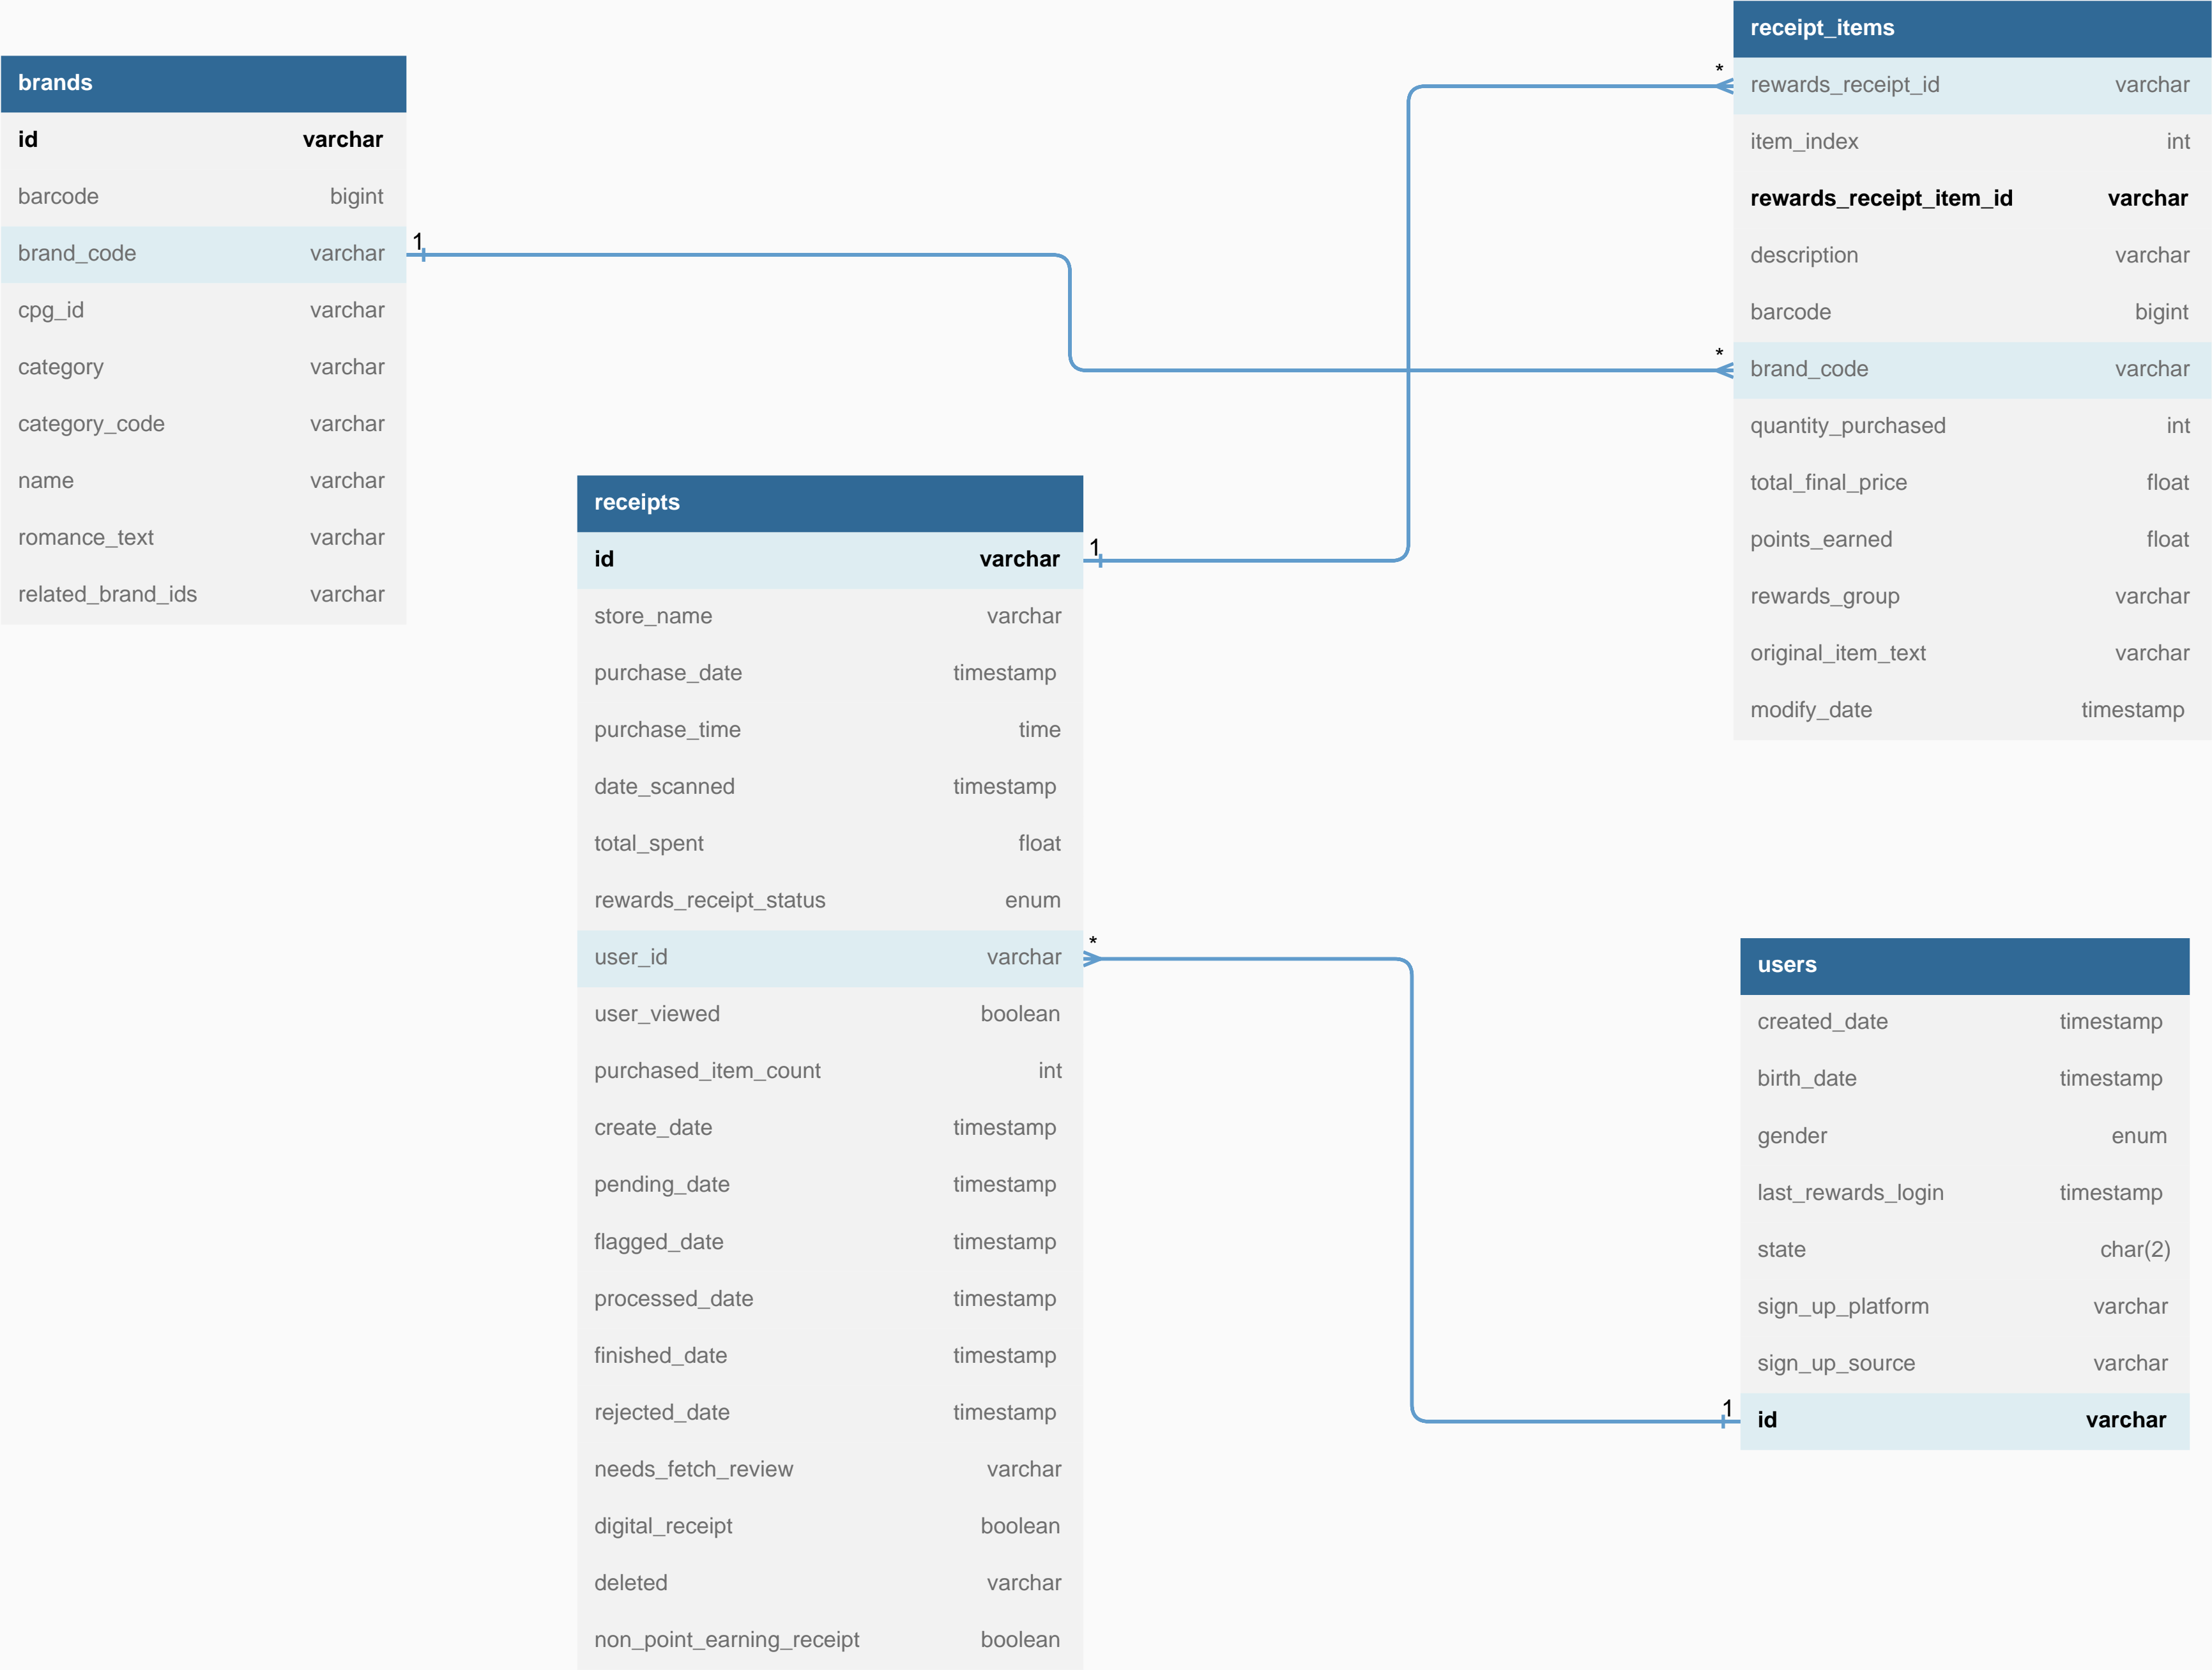 brands
id varchar
barcode bigint
brand_code varchar
cpg_id varchar
category varchar
category_code varchar
name varchar
romance_text varchar
related_brand_ids varchar
1
*
receipt_items
rewards_receipt_id varchar
item_index int
rewards_receipt_item_id varchar
description varchar
barcode bigint
brand_code varchar
quantity_purchased int
total_final_price float
points_earned float
rewards_group varchar
original_item_text varchar
modify_date timestamp
*
1
receipts
id varchar
store_name varchar
purchase_date timestamp
purchase_time time
date_scanned timestamp
total_spent float
rewards_receipt_status enum
user_id varchar
user_viewed boolean
purchased_item_count int
create_date timestamp
pending_date timestamp
flagged_date timestamp
processed_date timestamp
finished_date timestamp
rejected_date timestamp
needs_fetch_review varchar
digital_receipt boolean
deleted varchar
non_point_earning_receipt boolean
*
1
users
created_date timestamp
birth_date timestamp
gender enum
last_rewards_login timestamp
state char(2)
sign_up_platform varchar
sign_up_source varchar
id varchar